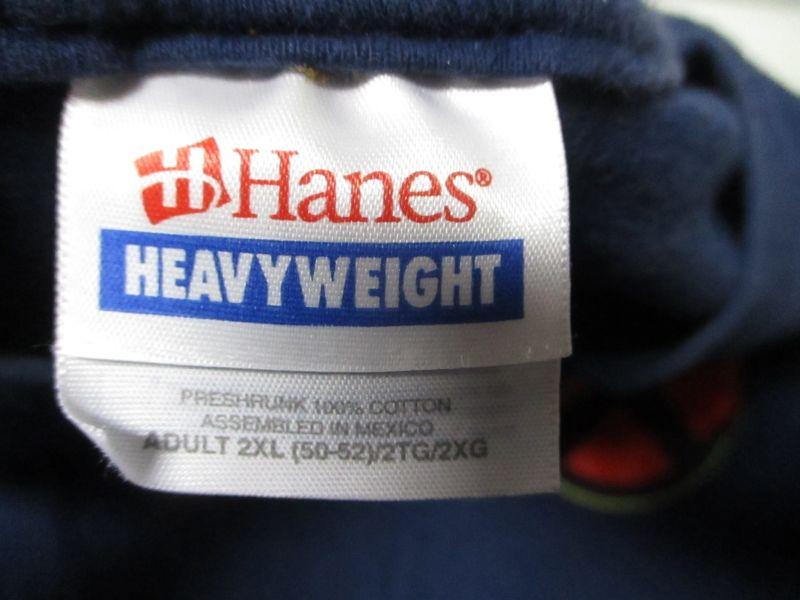 H Hanes®
HEAVYWEIGHT
PRESHRUNK 100% COTTON
ASSEMBLED IN MEXICO
ADULT 2XL (50-52)/2TG/2XG